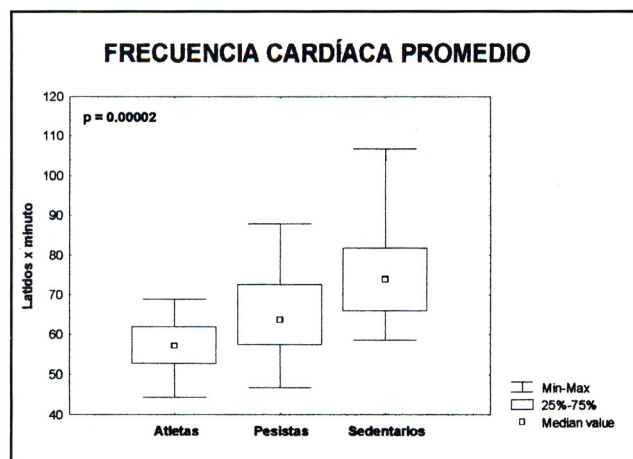 FRECUENCIA CARDÍACA PROMEDIO
p = 0.00002
Latidos x minuto
120
110
100
90
80
70
60
50
40
Atletas Pesistas Sedentarios
Min-Max
25%-75%
Median value